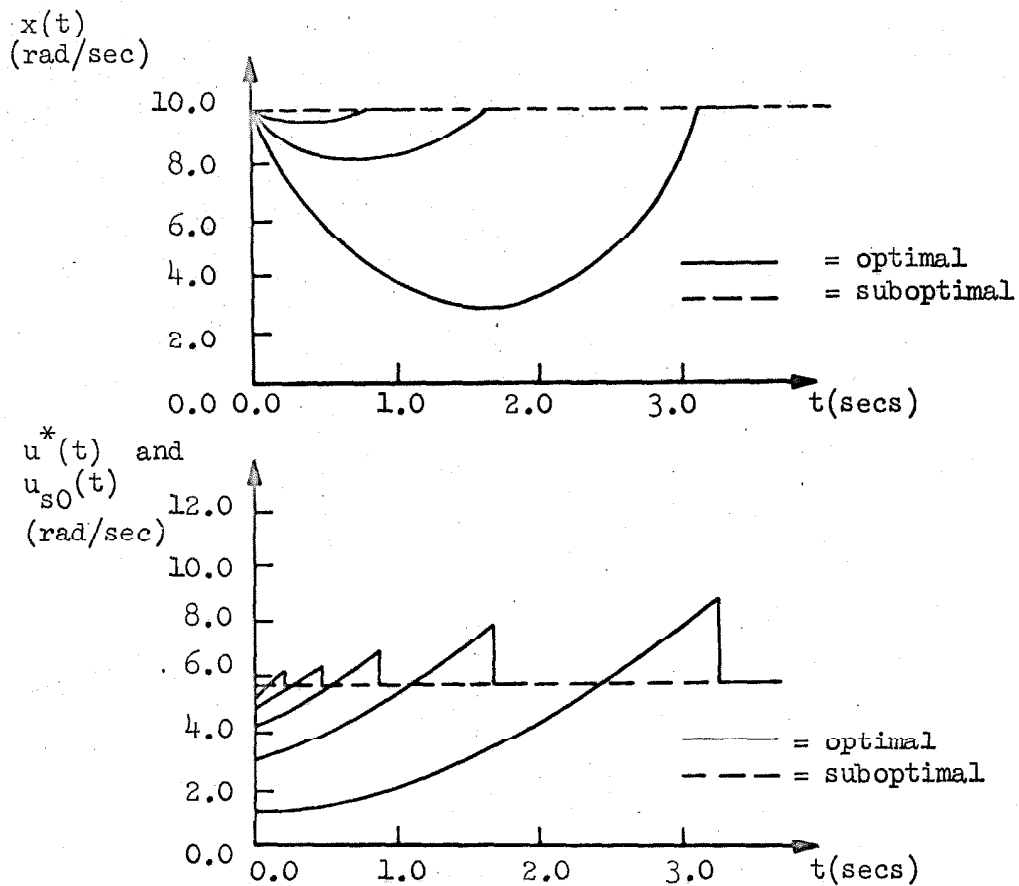 x(t)
(rad/sec)
10.0
8.0
6.0
4.0
2.0
0.0 0.0 1.0 2.0 3.0 t(secs)
= optimal
= suboptimal
u*(t) and
u_s0(t)
(rad/sec)
12.0
10.0
8.0
6.0
4.0
2.0
0.0
0.0 1.0 2.0 3.0 t(secs)
= optimal
= suboptimal